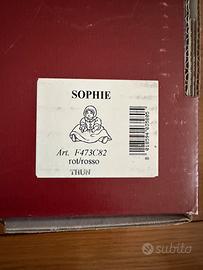 SOPHIE
Art. F473C82
rot/rosso
THUN
subito